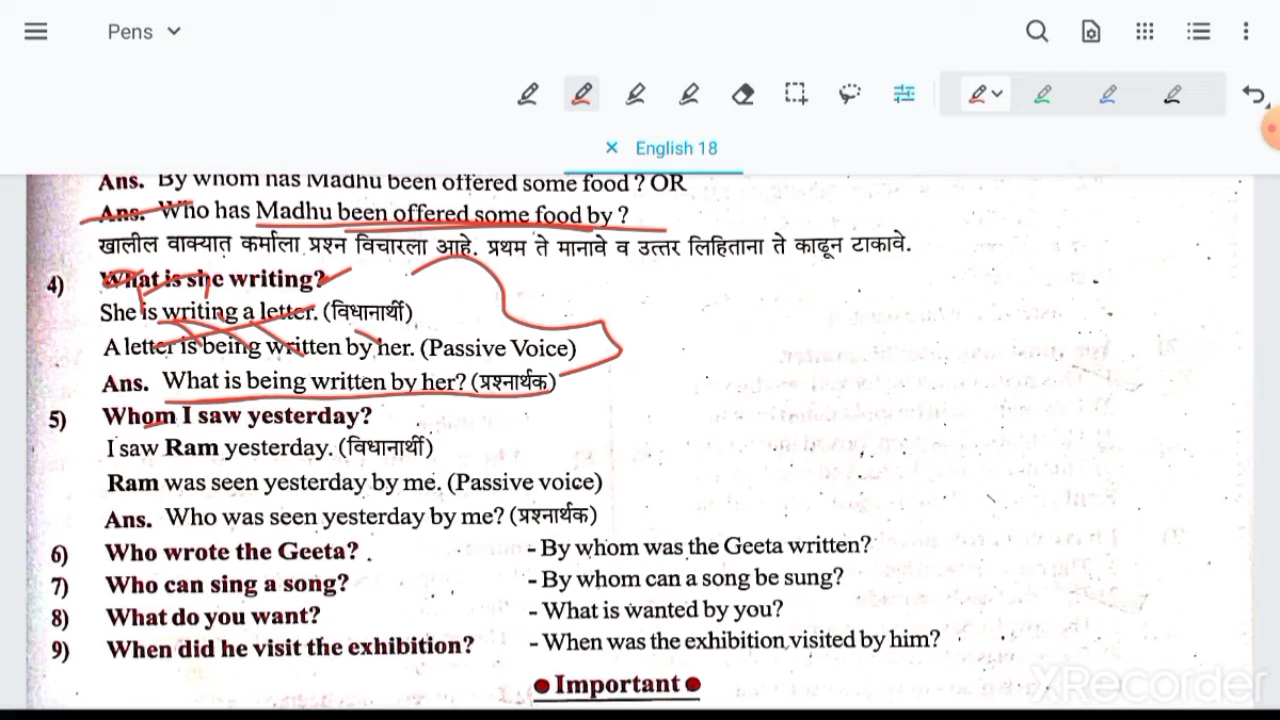 Pens
English 18
Ans. By whom has Madhu been offered some food ? OR
Ans. Who has Madhu been offered some food by ?
खालील वाक्यात कर्माला प्रश्न विचारला आहे. प्रथम ते मानावे व उत्तर लिहिताना ते काढून टाकावे.
4) What is she writing?
She is writing a letter. (विधानार्थी)
A letter is being written by her. (Passive Voice)
Ans. What is being written by her? (प्रश्नार्थक)
5) Whom I saw yesterday?
I saw Ram yesterday. (विधानार्थी)
Ram was seen yesterday by me. (Passive voice)
Ans. Who was seen yesterday by me? (प्रश्नार्थक)
6) Who wrote the Geeta? - By whom was the Geeta written?
7) Who can sing a song? - By whom can a song be sung?
8) What do you want? - What is wanted by you?
9) When did he visit the exhibition? - When was the exhibition visited by him?
Important
XRecorder